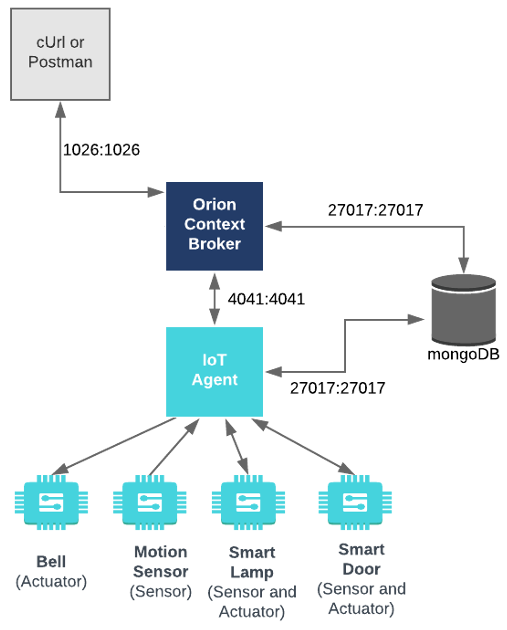 cUrl or
Postman
1026:1026
Orion
Context
Broker
27017:27017
4041:4041
mongoDB
IoT
Agent
27017:27017
Bell
(Actuator)
Motion
Sensor
(Sensor)
Smart
Lamp
(Sensor and
Actuator)
Smart
Door
(Sensor and
Actuator)